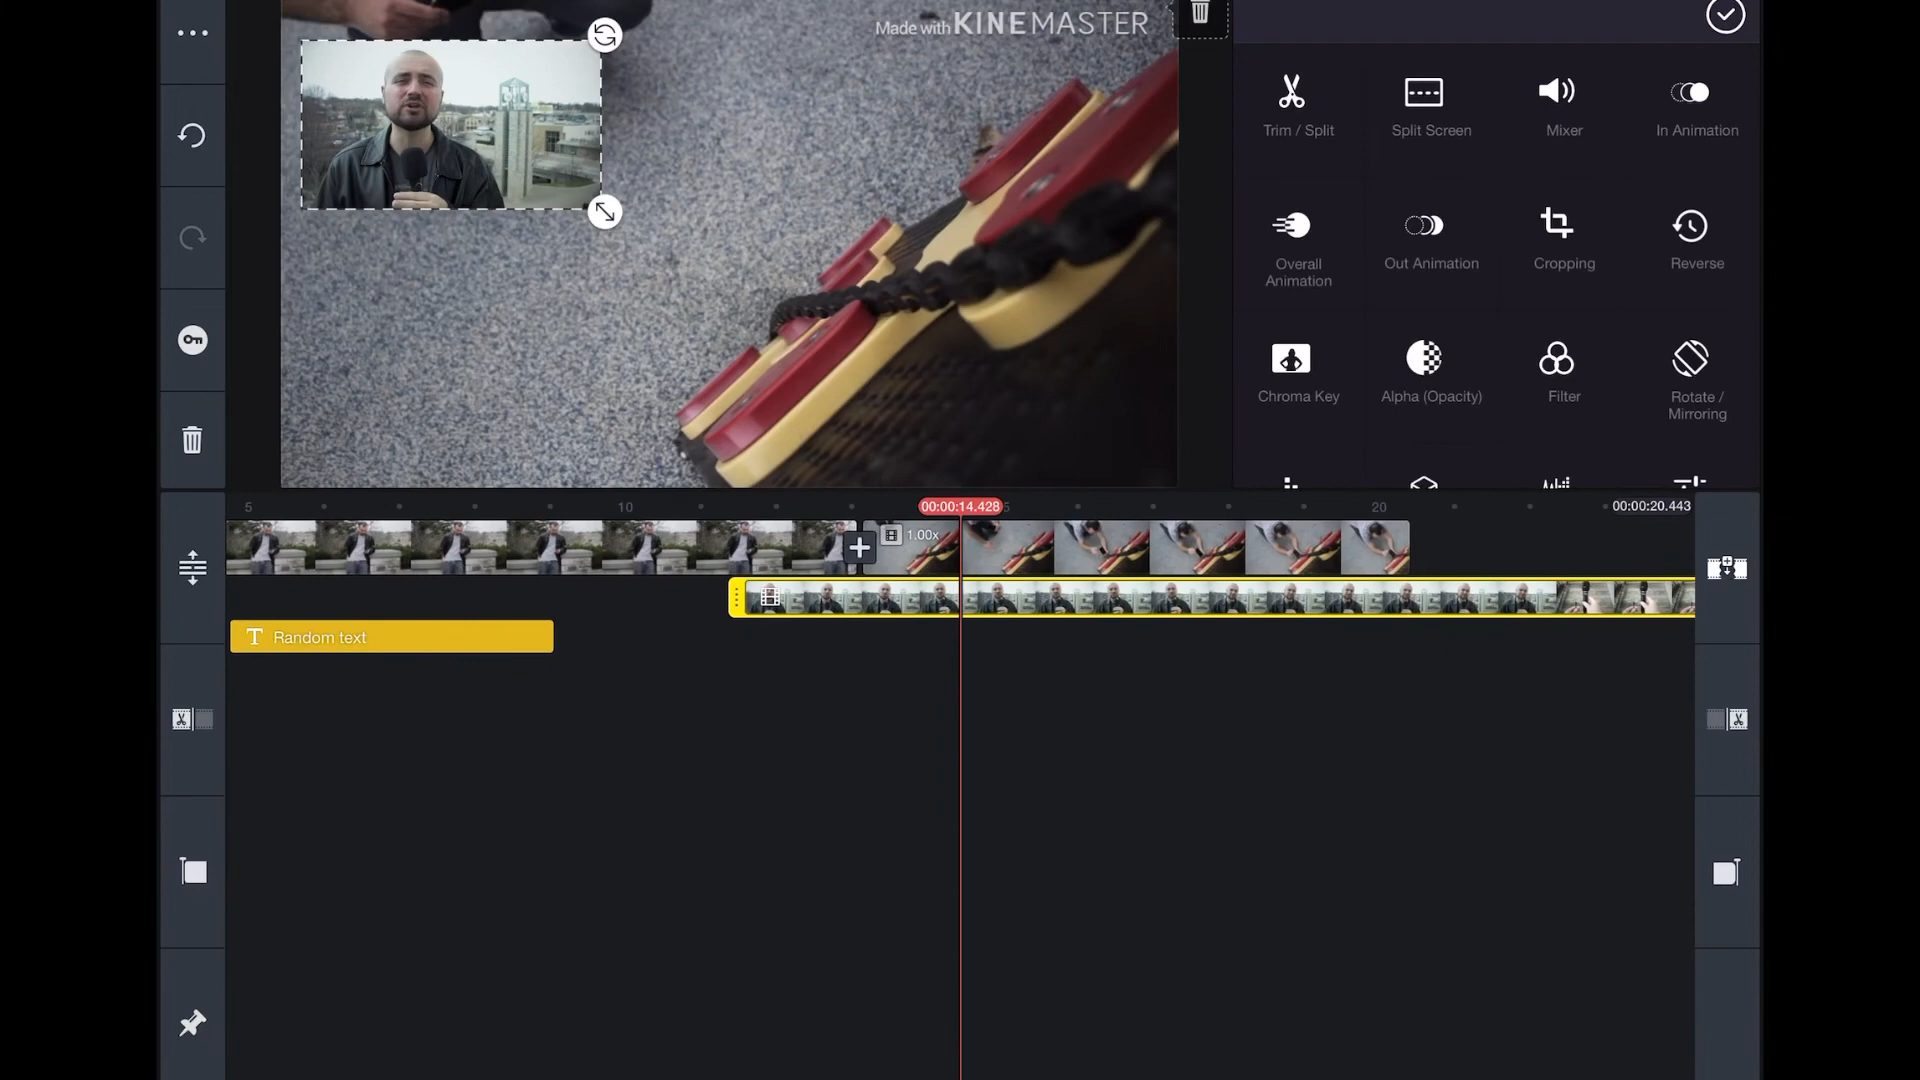 Made with KINEMASTER
Trim / Split
Split Screen
Mixer
In Animation
Overall
Animation
Out Animation
Cropping
Reverse
Chroma Key
Alpha (Opacity)
Filter
Rotate /
Mirroring
5
10
00:00:14.428
20
00:00:20.443
1.00x
T Random text